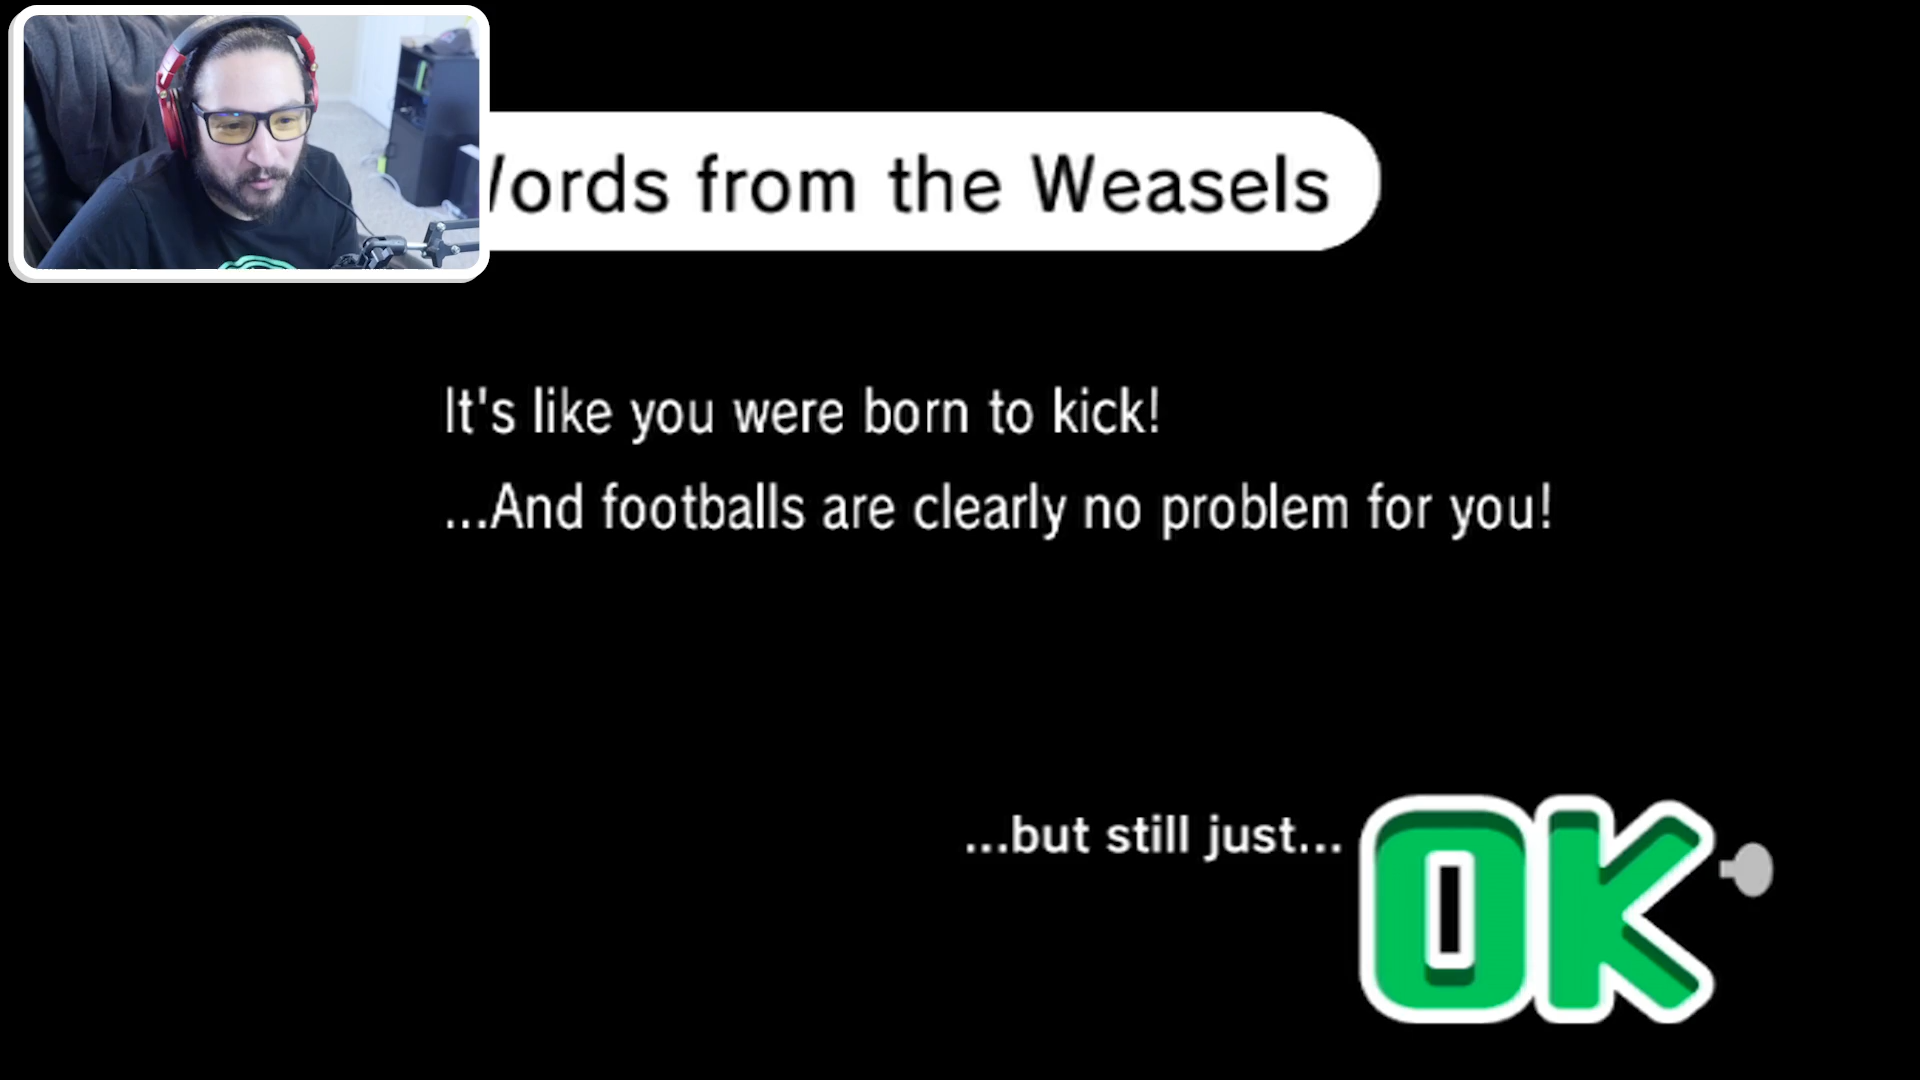 ords from the Weasels
It's like you were born to kick!
...And footballs are clearly no problem for you!
...but still just...
OK